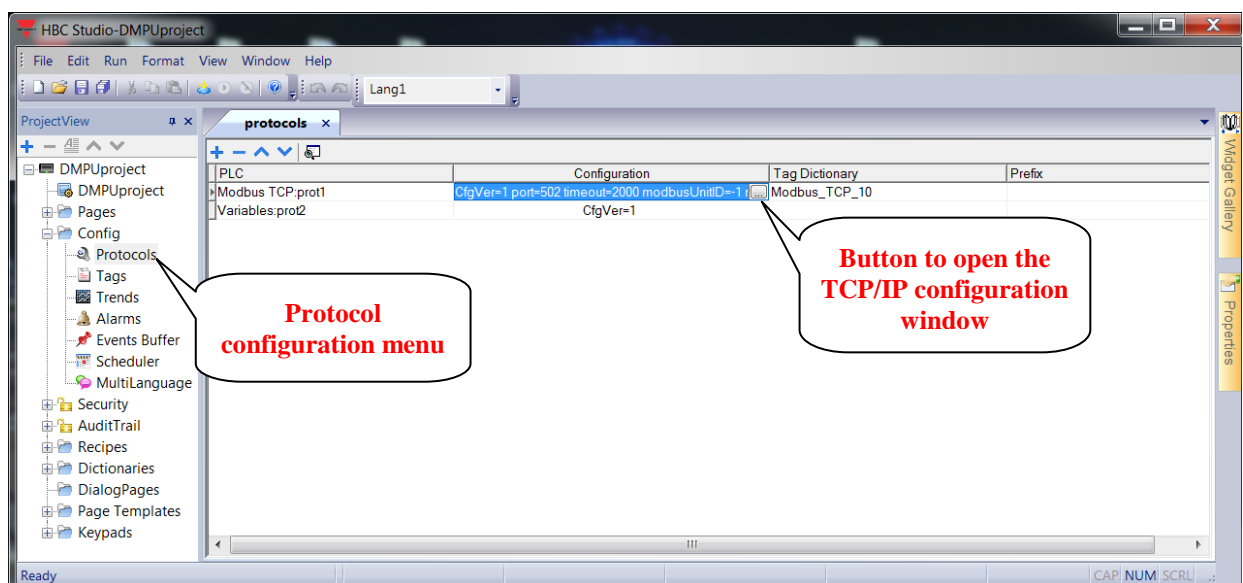 HBC Studio-DMPUproject
File Edit Run Format View Window Help
Lang1
ProjectView
protocols
DMPUproject
DMPUproject
Pages
Config
Protocols
Tags
Trends
Alarms
Events Buffer
Scheduler
MultiLanguage
Security
AuditTrail
Recipes
Dictionaries
DialogPages
Page Templates
Keypads
PLC Configuration Tag Dictionary Prefix
Modbus TCP:prot1 CfgVer=1 port=502 timeout=2000 modbusUnitID=-1 ... Modbus_TCP_10
Variables:prot2 CfgVer=1
Protocol
configuration menu
Button to open the
TCP/IP configuration
window
Widget Gallery
Properties
Ready CAP NUM SCRL